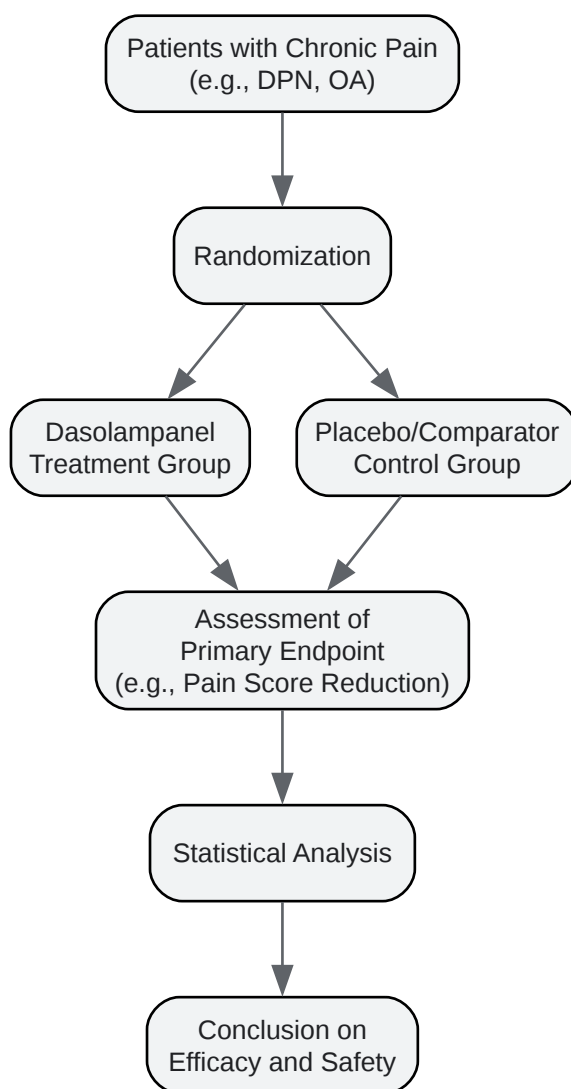 Patients with Chronic Pain
(e.g., DPN, OA)
Randomization
Dasolampanel
Treatment Group
Placebo/Comparator
Control Group
Assessment of
Primary Endpoint
(e.g., Pain Score Reduction)
Statistical Analysis
Conclusion on
Efficacy and Safety